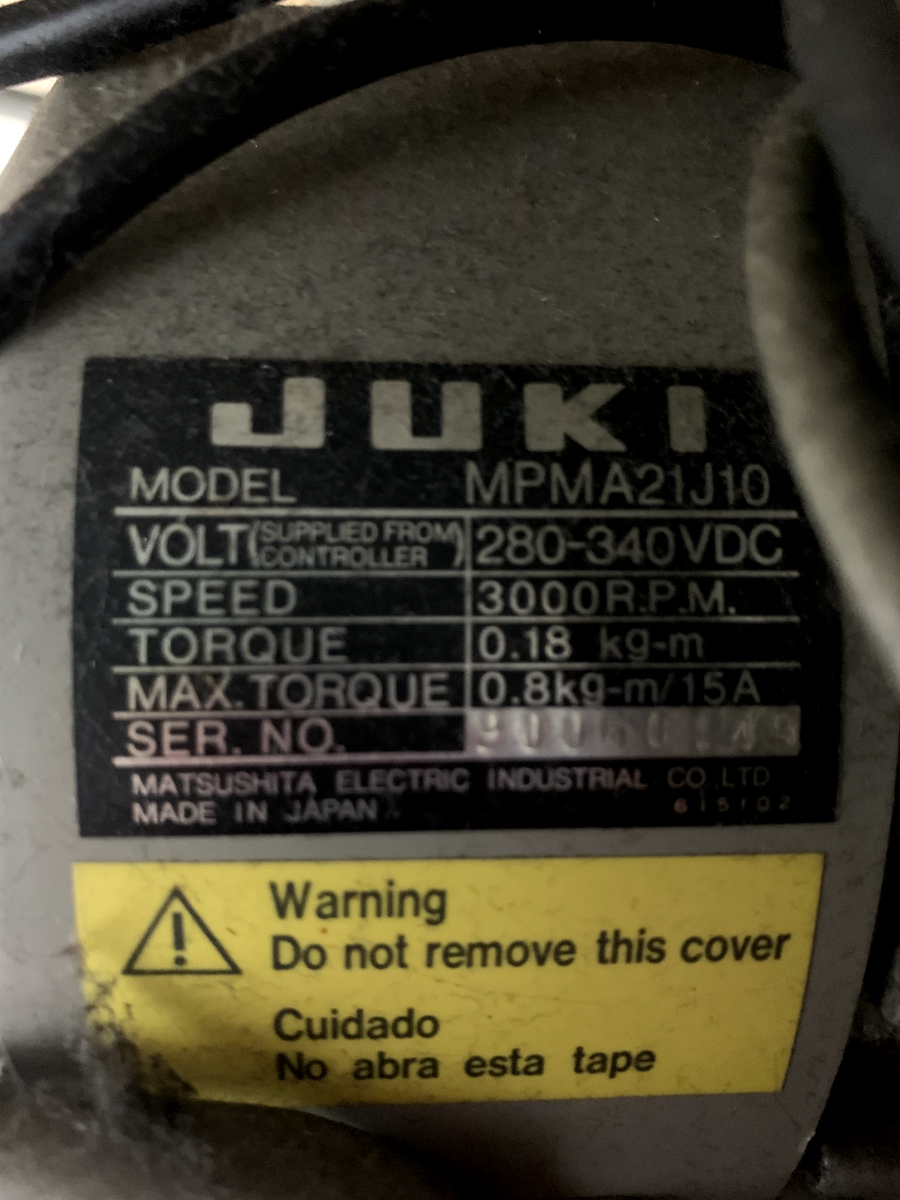 JUKI
MODEL MPMA21J10
VOLT (SUPPLIED FROM CONTROLLER) 280-340VDC
SPEED 3000R.P.M.
TORQUE 0.18 kg-m
MAX.TORQUE 0.8kg-m/15A
SER. NO.
MATSUSHITA ELECTRIC INDUSTRIAL CO.,LTD
MADE IN JAPAN 615102
Warning
Do not remove this cover
Cuidado
No abra esta tape